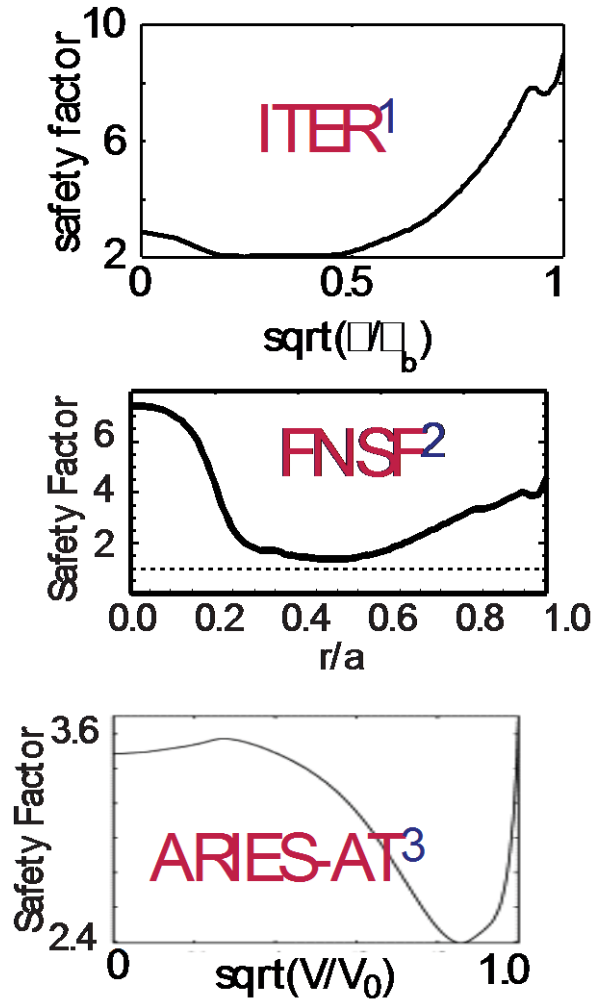 10
safety factor
6
2
ITER1
0 0.5 1
sqrt(□/□b)
6
Safety Factor
4
2
FNSF2
0.0 0.2 0.4 0.6 0.8 1.0
r/a
3.6
Safety Factor
2.4
ARIES-AT3
0 1.0
sqrt(V/V0)